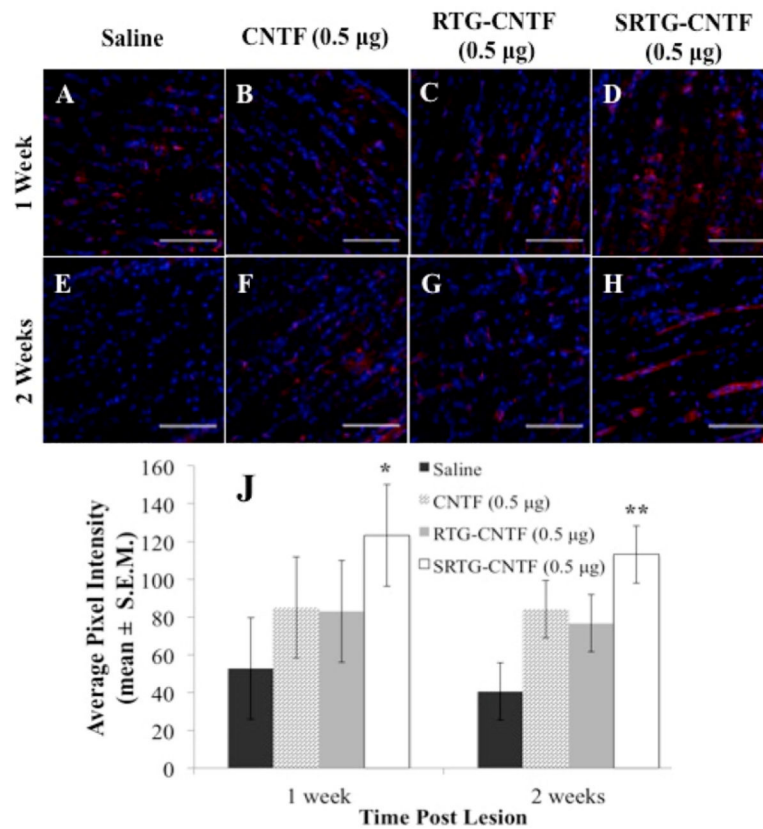 Saline
CNTF (0.5 µg)
RTG-CNTF
(0.5 µg)
SRTG-CNTF
(0.5 µg)
1 Week
A
B
C
D
2 Weeks
E
F
G
H
J
Average Pixel Intensity
(mean ± S.E.M.)
160
140
120
100
80
60
40
20
0
*
**
Saline
CNTF (0.5 µg)
RTG-CNTF (0.5 µg)
SRTG-CNTF (0.5 µg)
1 week
2 weeks
Time Post Lesion